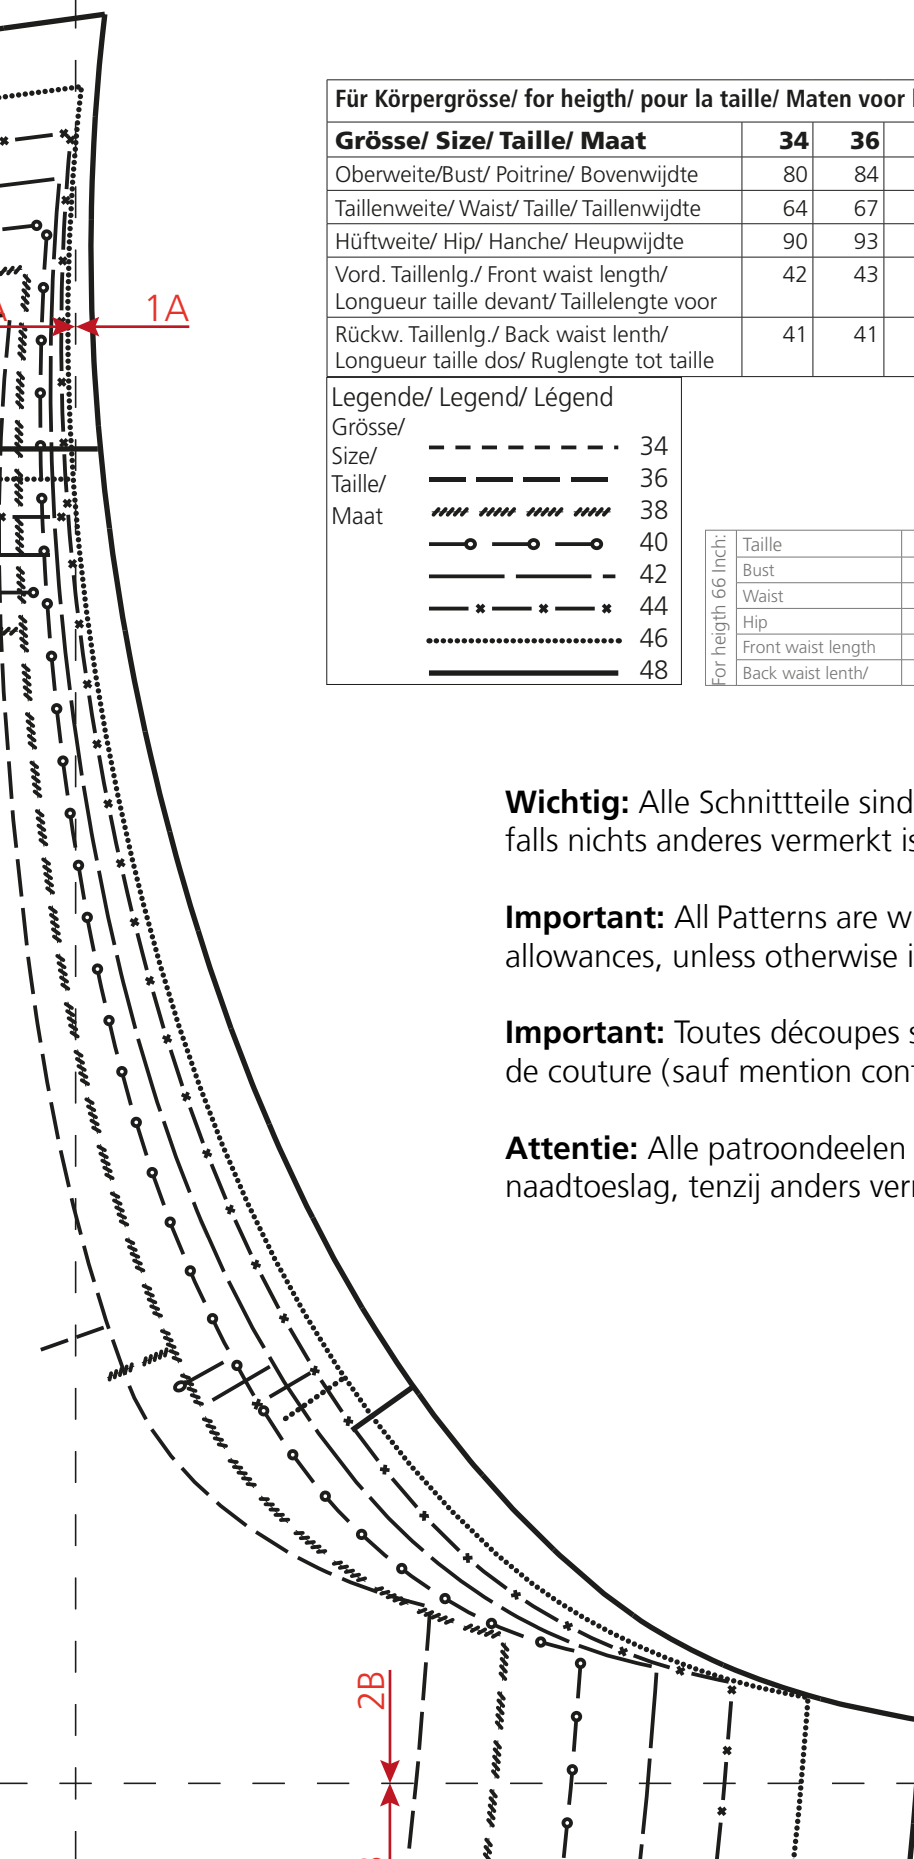 Für Körpergrösse/ for heigth/ pour la taille/ Maten voor
Grösse/ Size/ Taille/ Maat 34 36
Oberweite/Bust/ Poitrine/ Bovenwijdte 80 84
Taillenweite/ Waist/ Taille/ Taillenwijdte 64 67
Hüftweite/ Hip/ Hanche/ Heupwijdte 90 93
Vord. Taillenlg./ Front waist length/ 42 43
Longueur taille devant/ Taillelengte voor
Rückw. Taillenlg./ Back waist lenth/ 41 41
Longueur taille dos/ Ruglengte tot taille
1A
Legende/ Legend/ Légend
Grösse/
Size/
Taille/
Maat
34
36
38
40
42
44
46
48
For heigth 66 Inch:
Taille
Bust
Waist
Hip
Front waist length
Back waist lenth/
Wichtig: Alle Schnittteile sind
falls nichts anderes vermerkt
Important: All Patterns are
allowances, unless otherwise
Important: Toutes découpes
de couture (sauf mention
Attentie: Alle patroondeelen
naadtoeslag, tenzij anders
2B